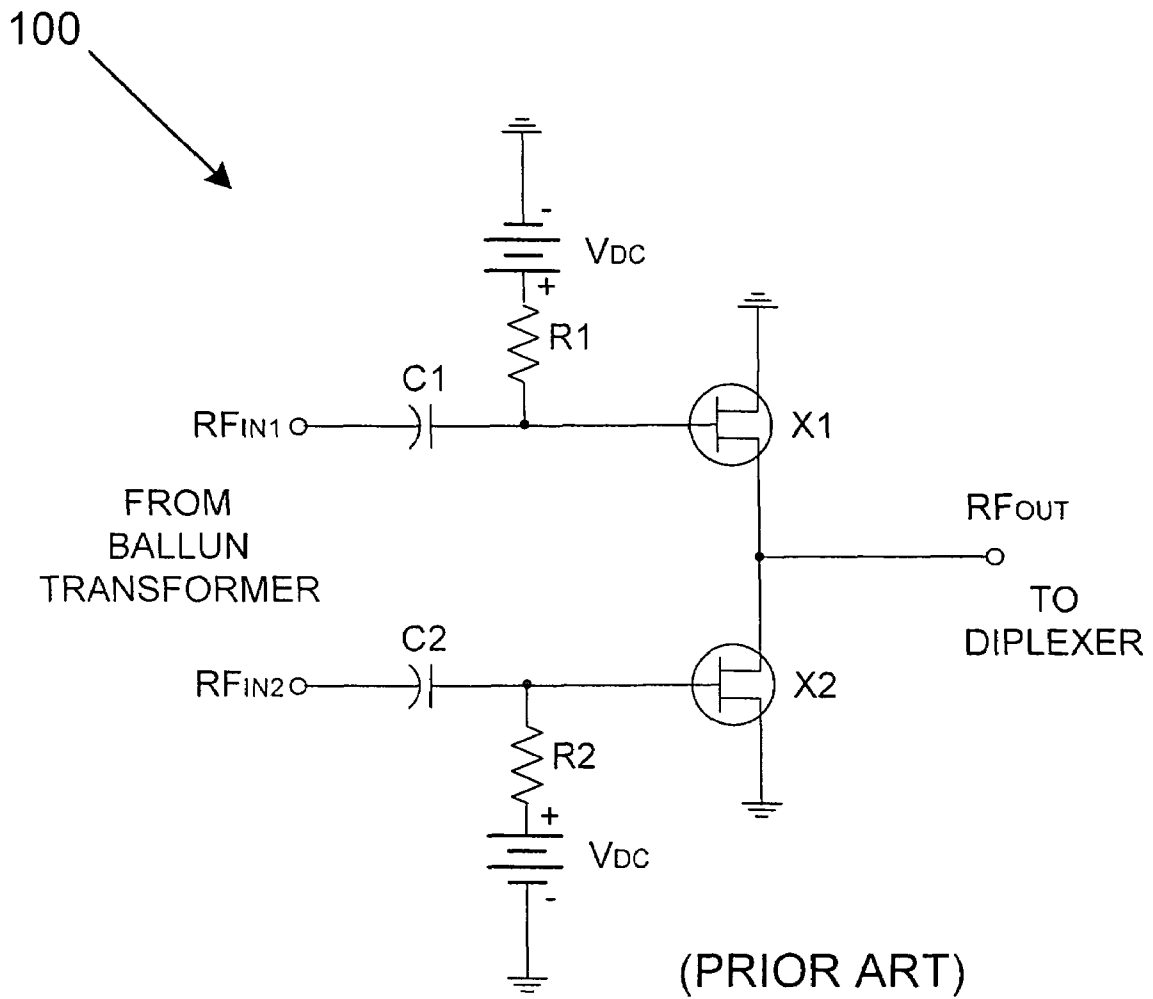 100
-
VDC
+
R1
C1
RFIN1
X1
FROM
BALLUN
TRANSFORMER
RFOUT
TO
DIPLEXER
C2
RFIN2
X2
R2
+
VDC
-
(PRIOR ART)